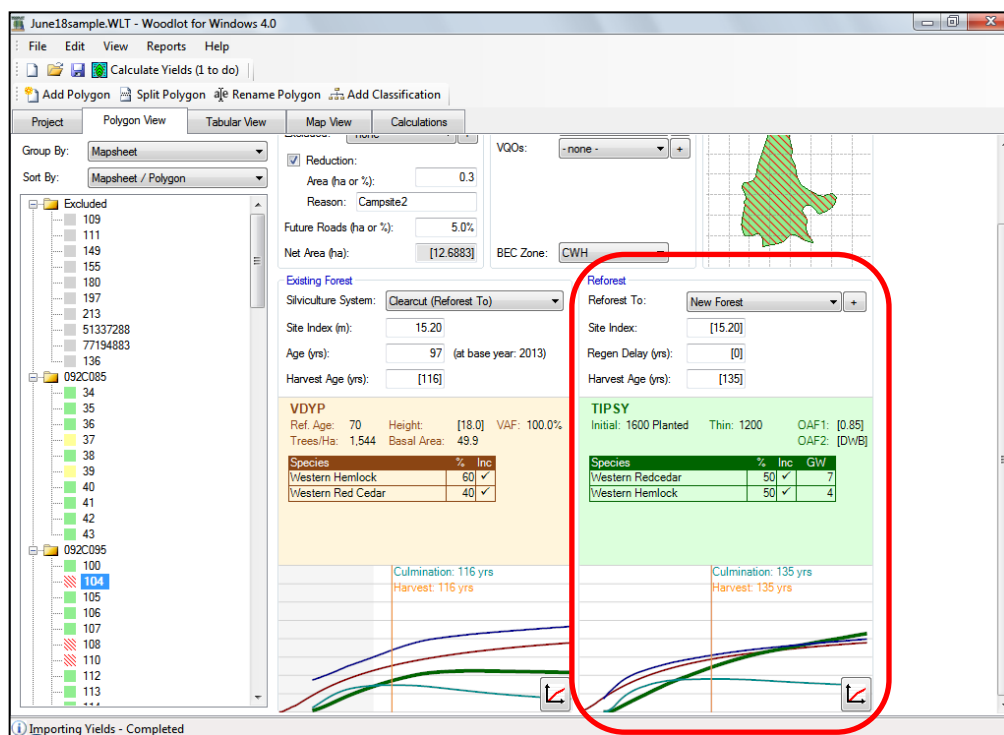 June18sample.WLT - Woodlot for Windows 4.0
File Edit View Reports Help
Calculate Yields (1 to do)
Add Polygon Split Polygon Rename Polygon Add Classification
Project Polygon View Tabular View Map View Calculations
Group By: Mapsheet
Sort By: Mapsheet / Polygon
Excluded
109
111
149
155
180
197
213
51337288
77194883
136
092C085
34
35
36
37
38
39
40
41
42
43
092C095
100
104
105
106
107
108
110
112
113
114
Excluded: -none- +
Reduction:
Area (ha or %): 0.3
Reason: Campsite2
Future Roads (ha or %): 5.0%
Net Area (ha): [12.6883]
VQOs: - none - +
BEC Zone: CWH
Existing Forest
Silviculture System: Clearcut (Reforest To)
Site Index (m): 15.20
Age (yrs): 97 (at base year: 2013)
Harvest Age (yrs): [116]
VDYP
Ref. Age: 70 Height: [18.0] VAF: 100.0%
Trees/Ha: 1,544 Basal Area: 49.9
Species % Inc
Western Hemlock 60 ✓
Western Red Cedar 40 ✓
Culmination: 116 yrs
Harvest: 116 yrs
Reforest
Reforest To: New Forest +
Site Index: [15.20]
Regen Delay (yrs): [0]
Harvest Age (yrs): [135]
TIPSY
Initial: 1600 Planted Thin: 1200 OAF1: [0.85]
OAF2: [DWB]
Species % Inc GW
Western Redcedar 50 ✓ 7
Western Hemlock 50 ✓ 4
Culmination: 135 yrs
Harvest: 135 yrs
Importing Yields - Completed